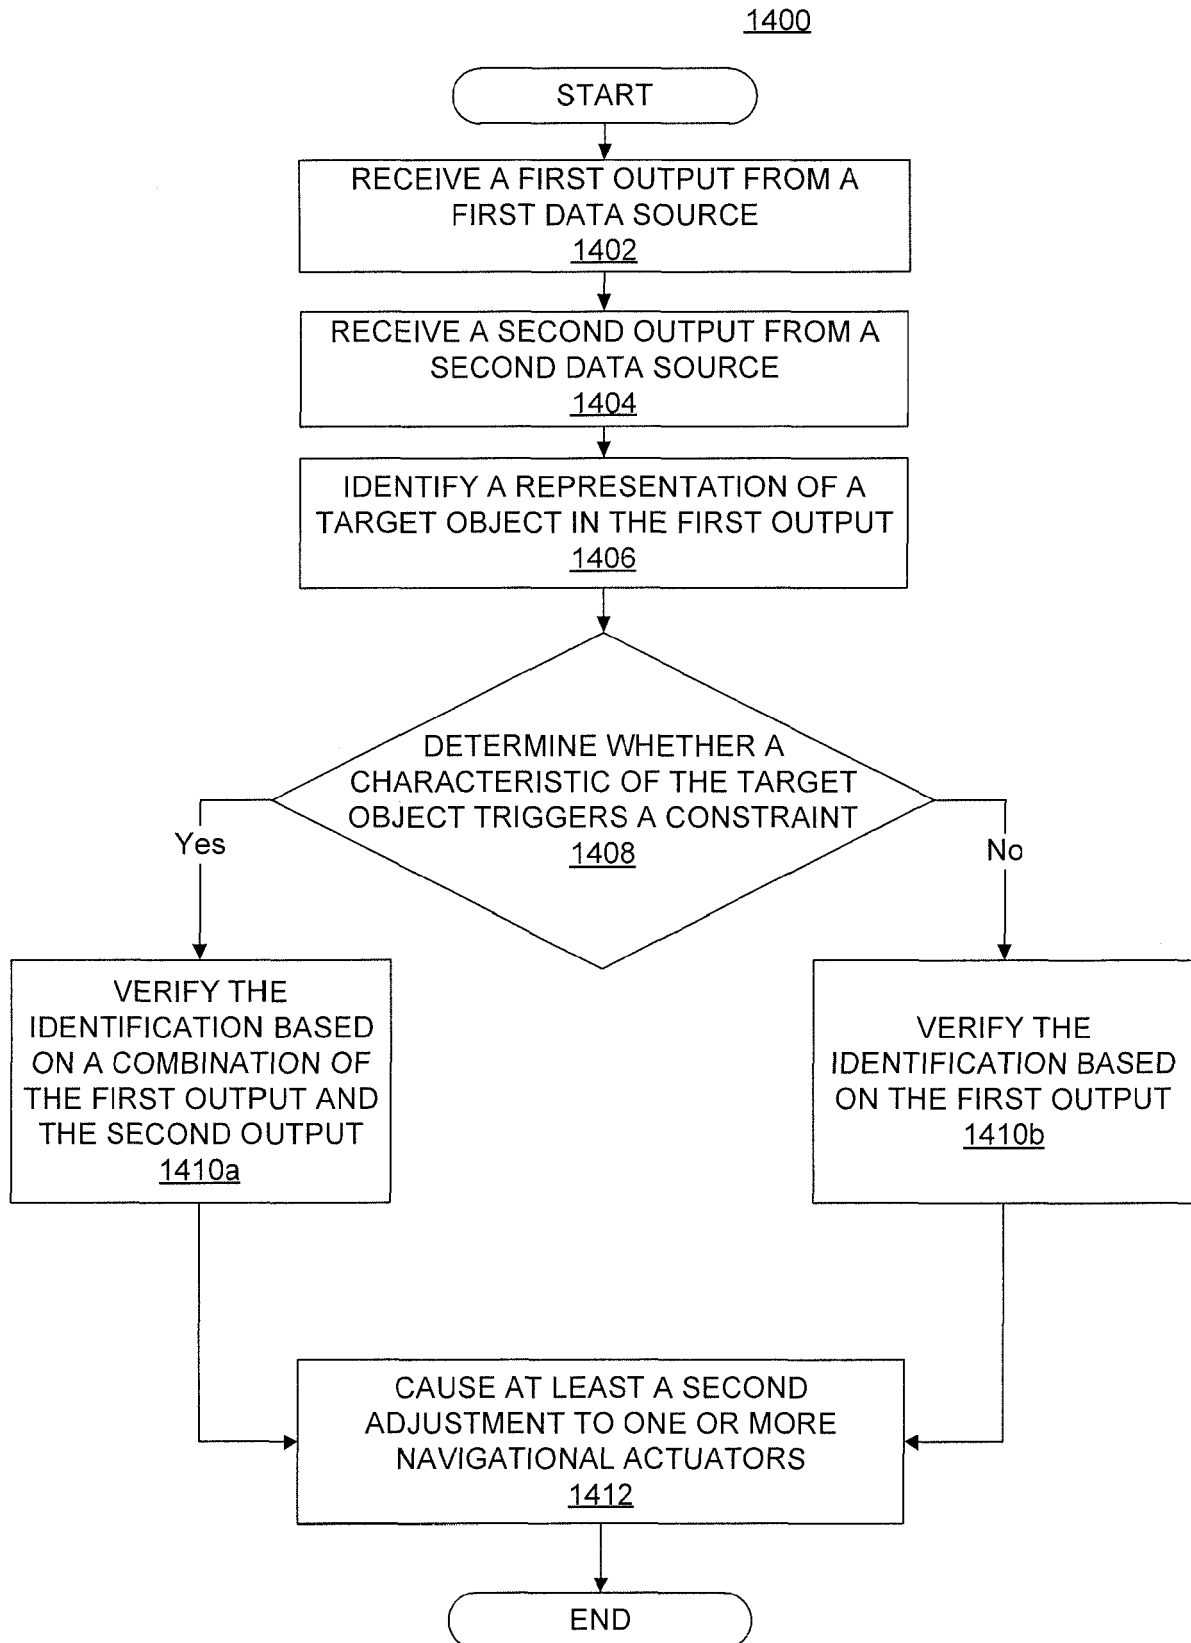 1400
START
RECEIVE A FIRST OUTPUT FROM A
FIRST DATA SOURCE
1402
RECEIVE A SECOND OUTPUT FROM A
SECOND DATA SOURCE
1404
IDENTIFY A REPRESENTATION OF A
TARGET OBJECT IN THE FIRST OUTPUT
1406
DETERMINE WHETHER A
CHARACTERISTIC OF THE TARGET
OBJECT TRIGGERS A CONSTRAINT
1408
Yes
No
VERIFY THE
IDENTIFICATION BASED
ON A COMBINATION OF
THE FIRST OUTPUT AND
THE SECOND OUTPUT
1410a
VERIFY THE
IDENTIFICATION BASED
ON THE FIRST OUTPUT
1410b
CAUSE AT LEAST A SECOND
ADJUSTMENT TO ONE OR MORE
NAVIGATIONAL ACTUATORS
1412
END